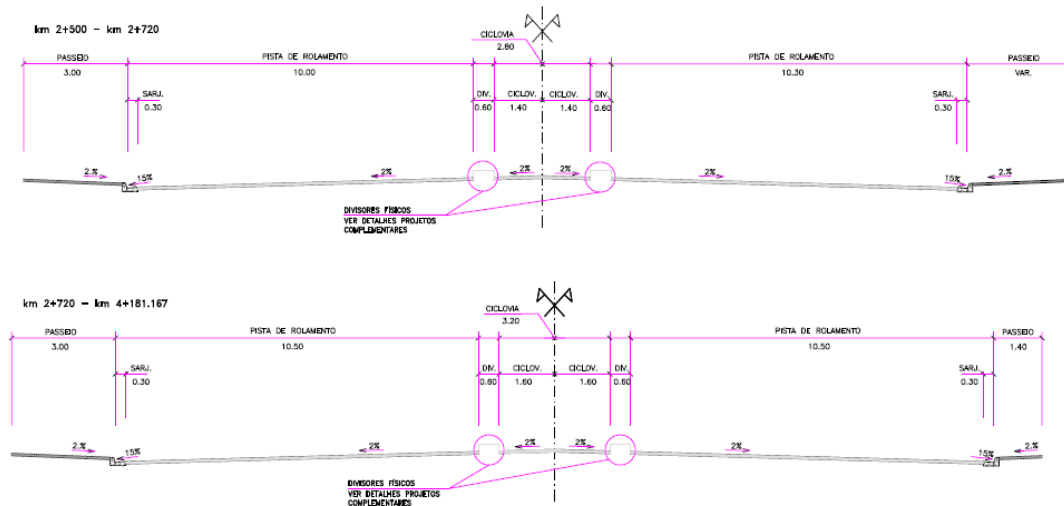 km 2+500 - km 2+720
CICLOVIA
2.80
PASSEIO
PISTA DE ROLAMENTO
PISTA DE ROLAMENTO
PASSEIO
3.00
10.00
10.30
VAR.
SARJ.
0.30
DIV.
CICLOV.
CICLOV.
DIV.
0.60
1.40
1.40
0.60
SARJ.
0.30
2.%
15%
2%
2%
2%
2%
15%
2.%
DIVISORES FÍSICOS
VER DETALHES PROJETOS
COMPLEMENTARES
km 2+720 - km 4+181.167
CICLOVIA
3.20
PASSEIO
PISTA DE ROLAMENTO
PISTA DE ROLAMENTO
PASSEIO
3.00
10.50
10.50
1.40
SARJ.
0.30
DIV.
CICLOV.
CICLOV.
DIV.
0.60
1.60
1.60
0.60
SARJ.
0.30
2.%
15%
2%
2%
2%
2%
15%
2.%
DIVISORES FÍSICOS
VER DETALHES PROJETOS
COMPLEMENTARES